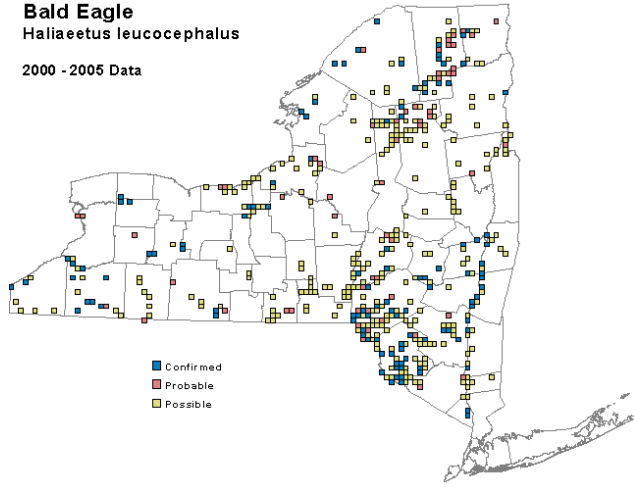 Bald Eagle
Haliaeetus leucocephalus
2000 - 2005 Data
Confirmed
Probable
Possible